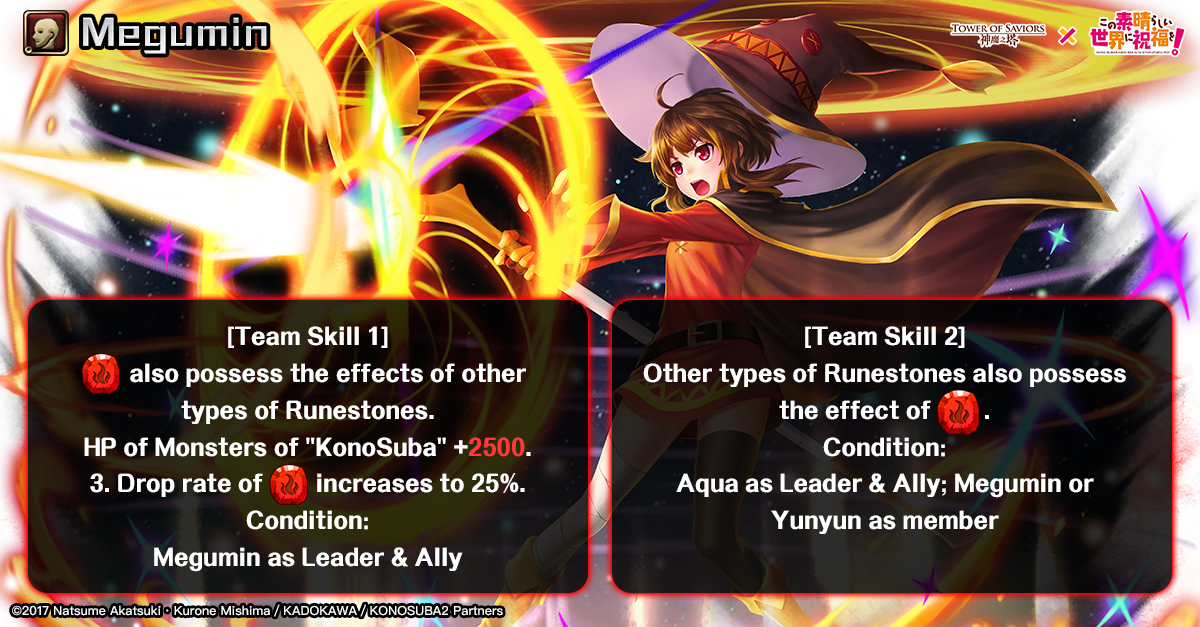 Megumin
TOWER OF SAVIORS
神魔之塔
×
この素晴らしい
世界に祝福を!
[Team Skill 1]
also possess the effects of other
types of Runestones.
HP of Monsters of "KonoSuba" +2500.
3. Drop rate of increases to 25%.
Condition:
Megumin as Leader & Ally
[Team Skill 2]
Other types of Runestones also possess
the effect of .
Condition:
Aqua as Leader & Ally; Megumin or
Yunyun as member
©2017 Natsume Akatsuki・Kurone Mishima / KADOKAWA / KONOSUBA2 Partners